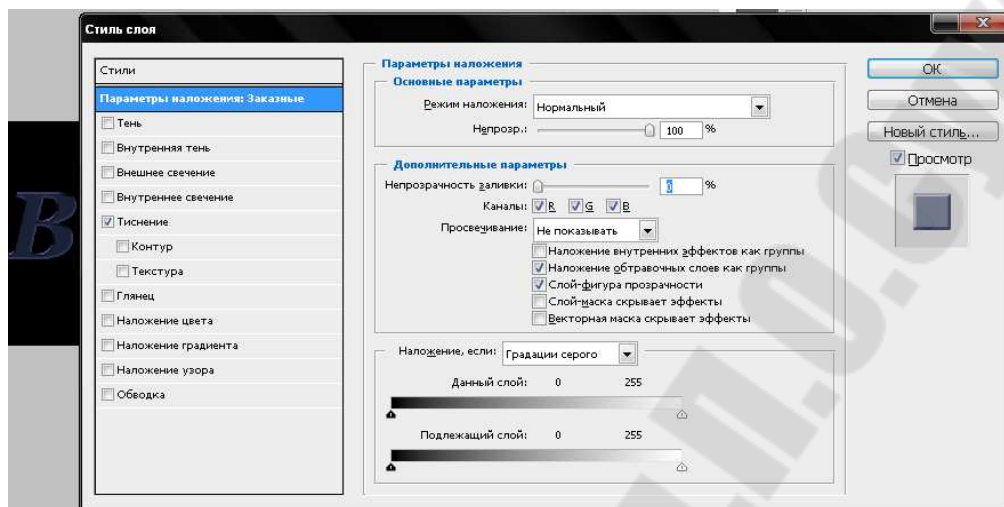 Стиль слоя
Стили
Параметры наложения: Заказные
Тень
Внутренняя тень
Внешнее свечение
Внутреннее свечение
Тиснение
Контур
Текстура
Глянец
Наложение цвета
Наложение градиента
Наложение узора
Обводка
Параметры наложения
Основные параметры
Режим наложения: Нормальный
Непрозр.: 100 %
Дополнительные параметры
Непрозрачность заливки: 0 %
Каналы: R G B
Просвечивание: Не показывать
Наложение внутренних эффектов как группы
Наложение обтравочных слоев как группы
Слой-фигура прозрачности
Слой-маска скрывает эффекты
Векторная маска скрывает эффекты
Наложение, если: Градации серого
Данный слой: 0 255
Подлежащий слой: 0 255
OK
Отмена
Новый стиль...
Просмотр
В